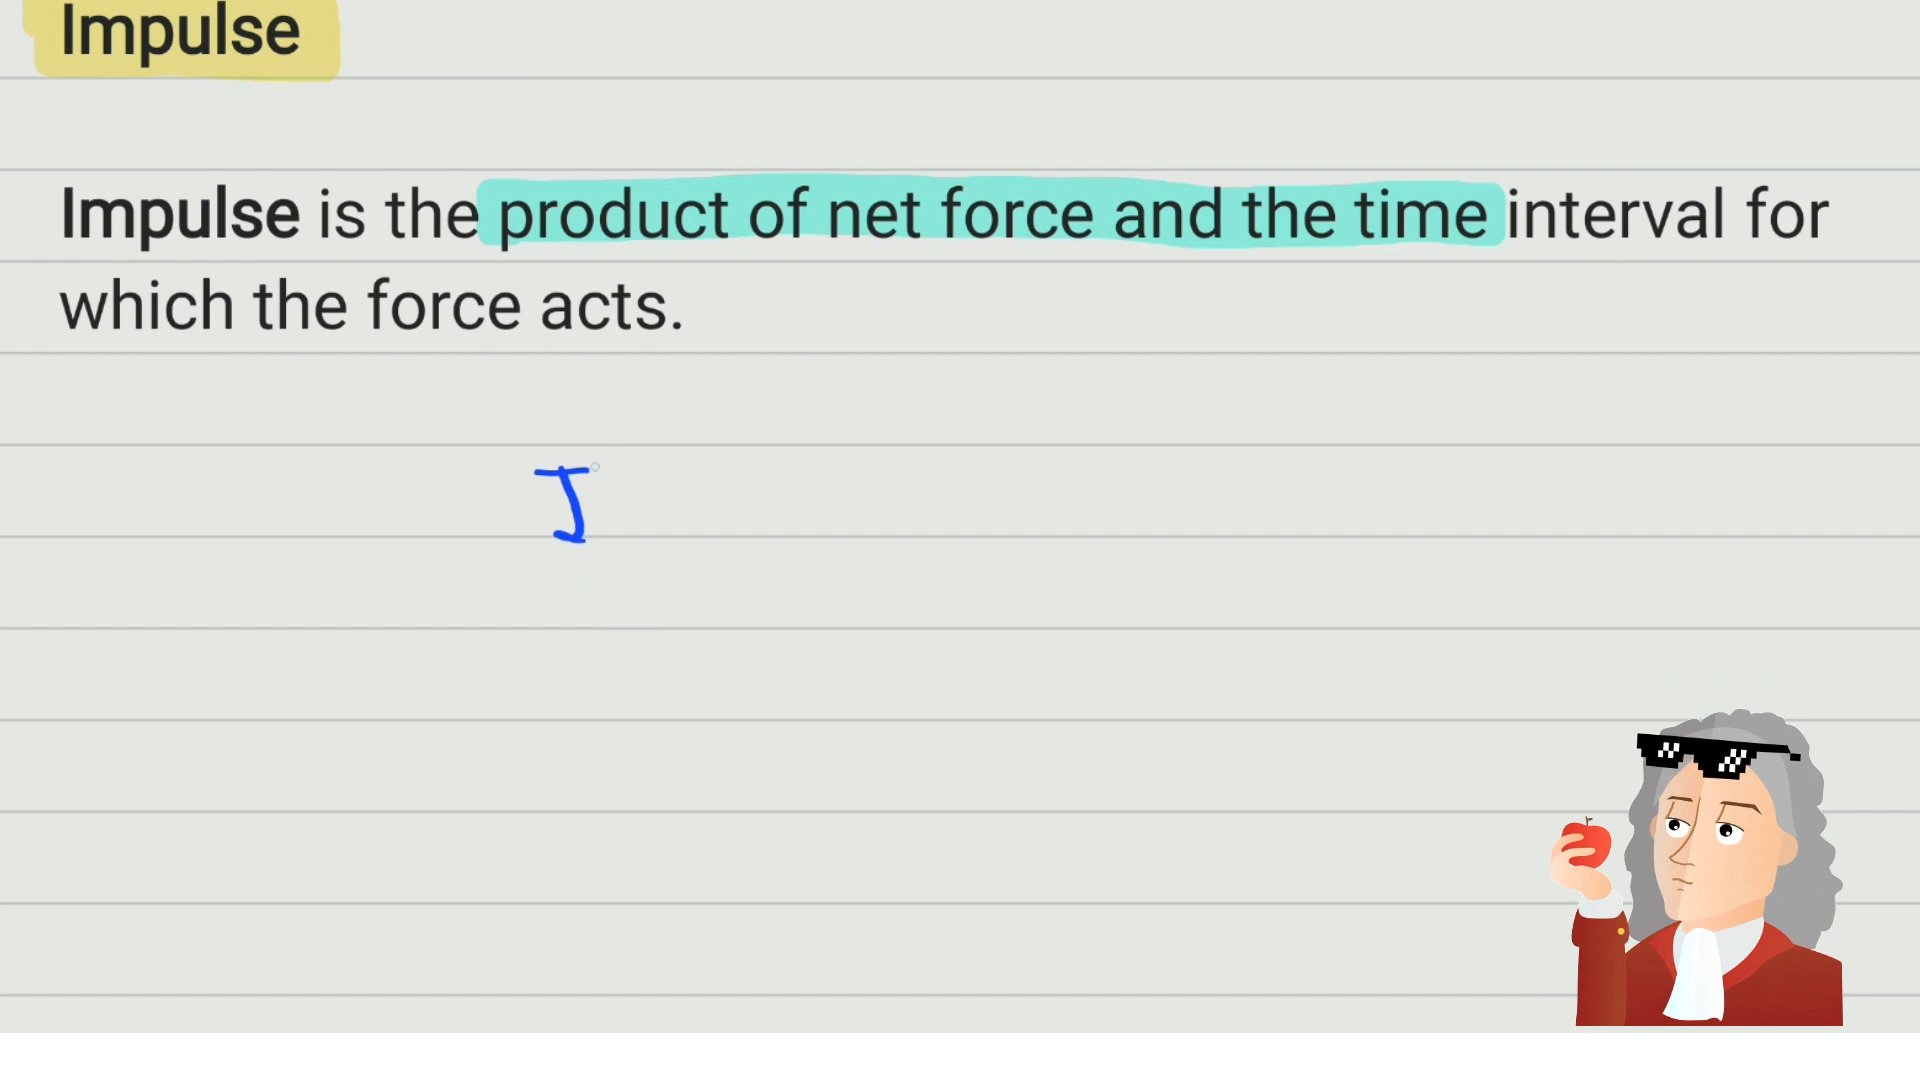 Impulse
Impulse is the product of net force and the time interval for
which the force acts.
J